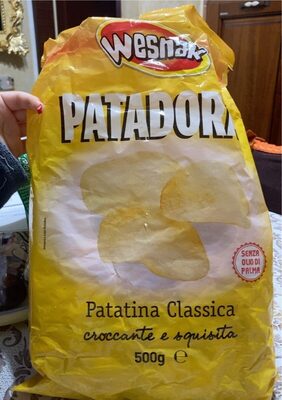 Wesnak
PATADORA
Patatina Classica
croccante e squisita
500g ℮
SENZA
OLIO DI
PALMA